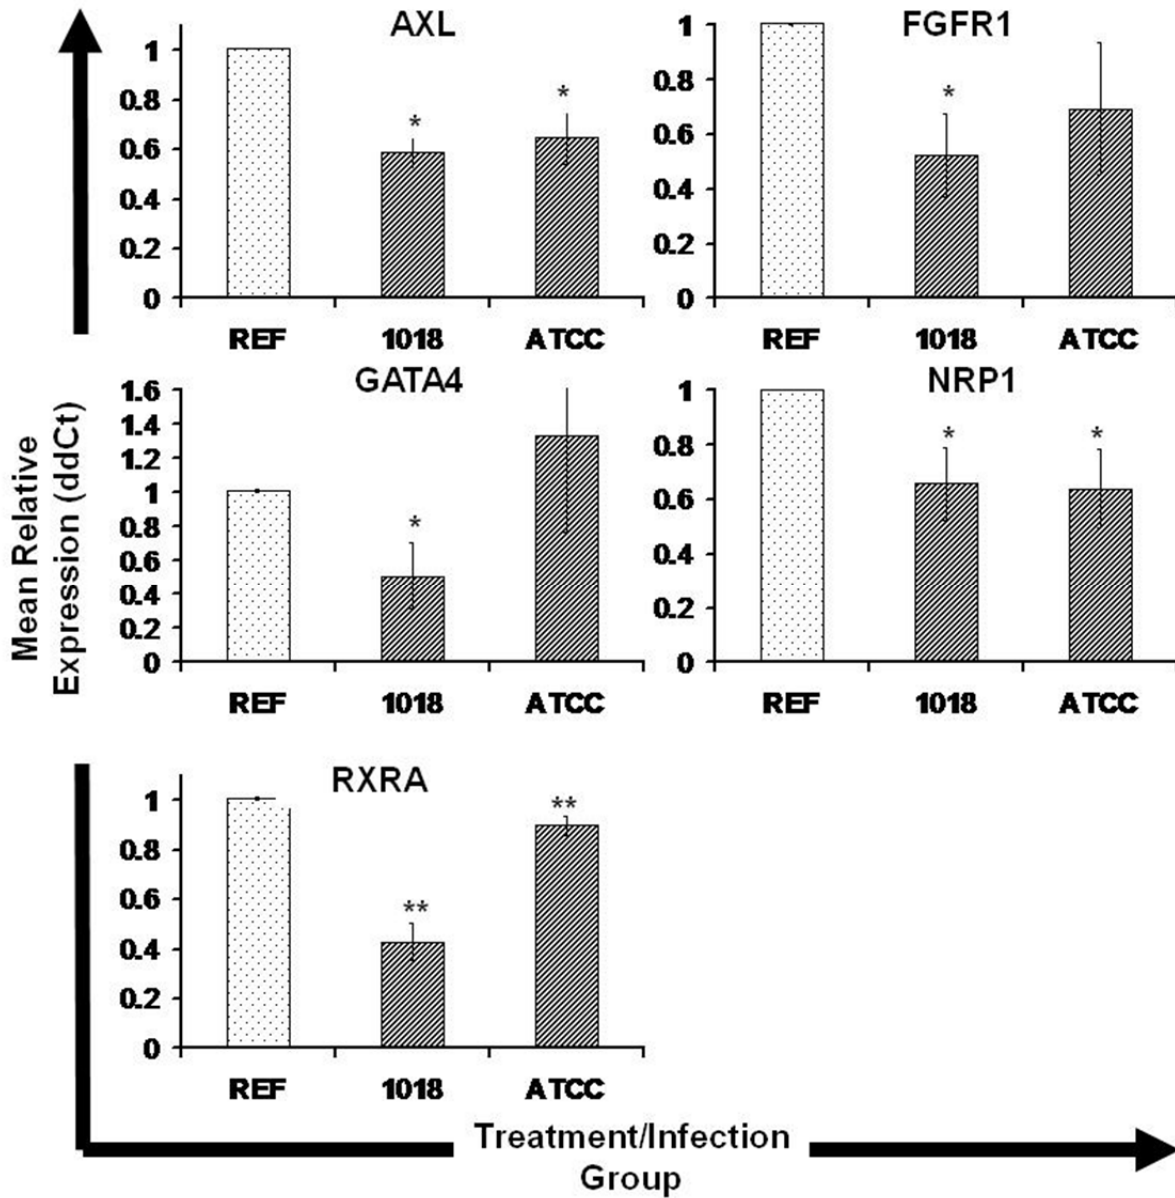 AXL
1
0.8
0.6
0.4
0.2
0
*
*
REF 1018 ATCC
FGFR1
1
0.8
0.6
0.4
0.2
0
*
REF 1018 ATCC
Mean Relative
Expression (ddCt)
GATA4
1.6
1.4
1.2
1
0.8
0.6
0.4
0.2
0
*
REF 1018 ATCC
NRP1
1
0.8
0.6
0.4
0.2
0
* *
REF 1018 ATCC
RXRA
1
0.8
0.6
0.4
0.2
0
**
**
REF 1018 ATCC
Treatment/Infection
Group